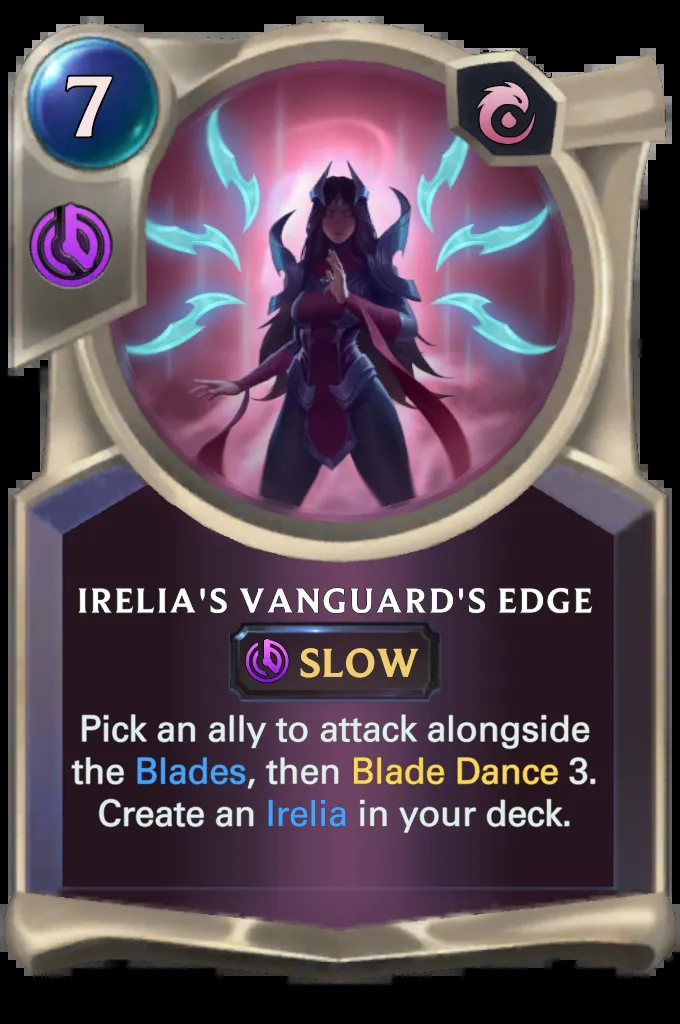 7
IRELIA'S VANGUARD'S EDGE
SLOW
Pick an ally to attack alongside
the Blades, then Blade Dance 3.
Create an Irelia in your deck.